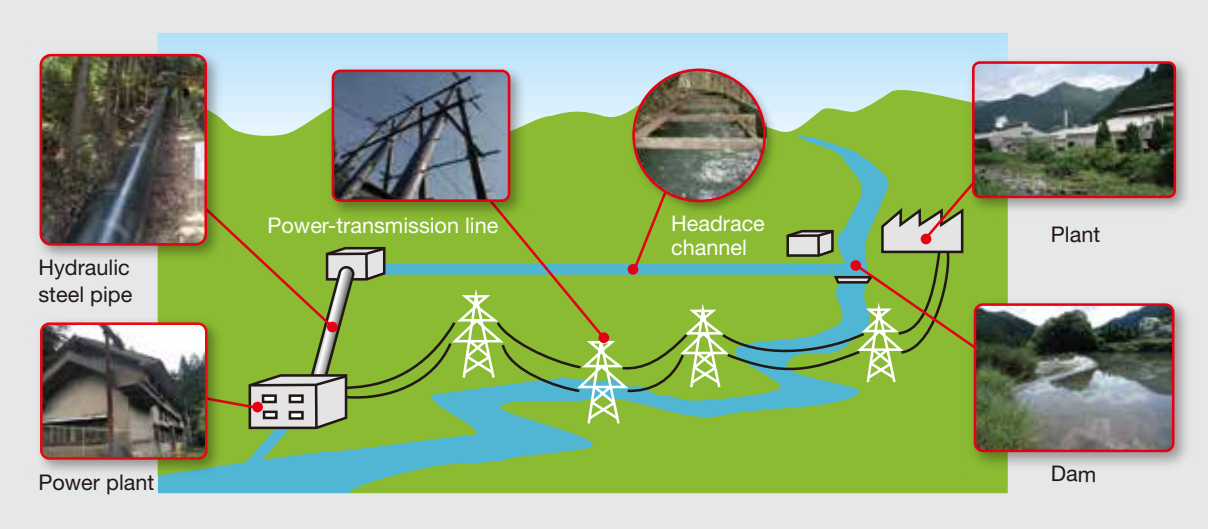 Power-transmission line
Headrace
channel
Plant
Hydraulic
steel pipe
Dam
Power plant